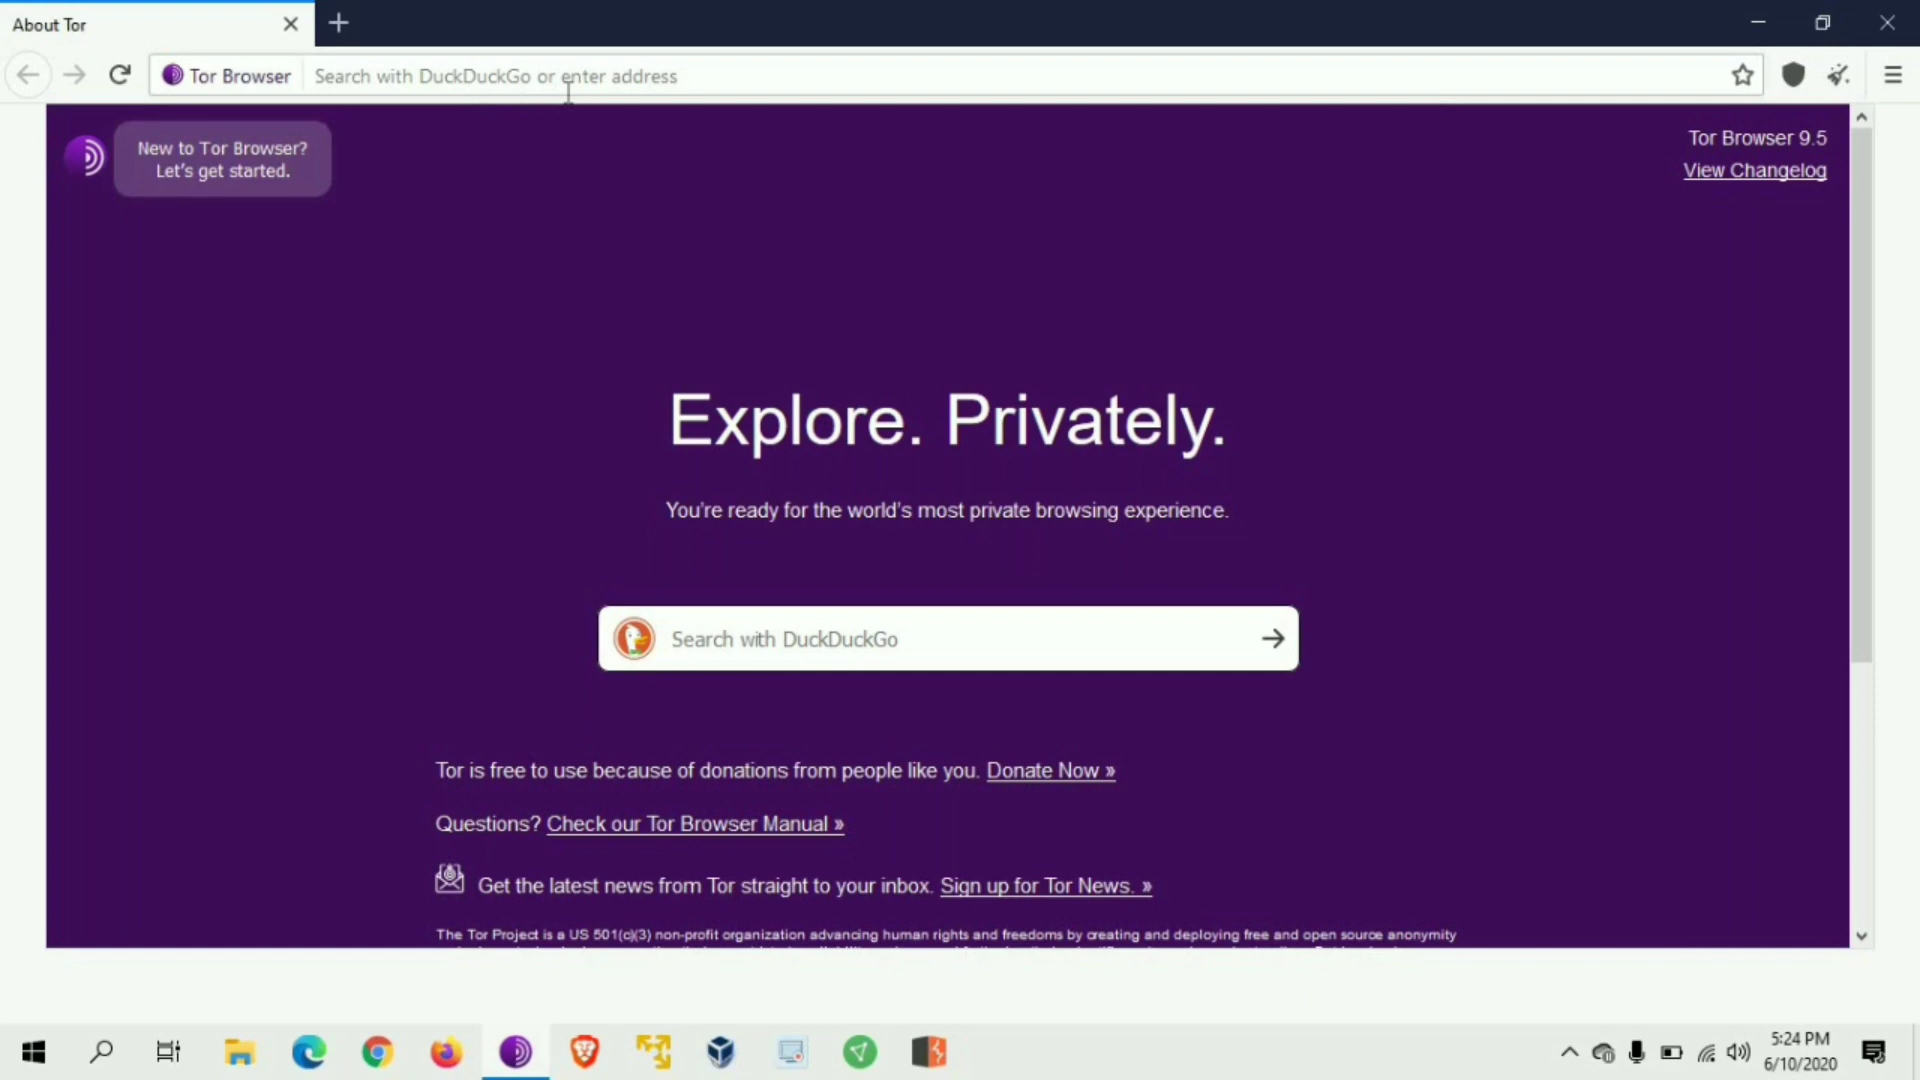 About Tor
Tor Browser
Search with DuckDuckGo or enter address
New to Tor Browser?
Let's get started.
Tor Browser 9.5
View Changelog
Explore. Privately.
You're ready for the world's most private browsing experience.
Search with DuckDuckGo
Tor is free to use because of donations from people like you. Donate Now »
Questions? Check our Tor Browser Manual »
Get the latest news from Tor straight to your inbox. Sign up for Tor News. »
The Tor Project is a US 501(c)(3) non-profit organization advancing human rights and freedoms by creating and deploying free and open source anonymity
5:24 PM
6/10/2020